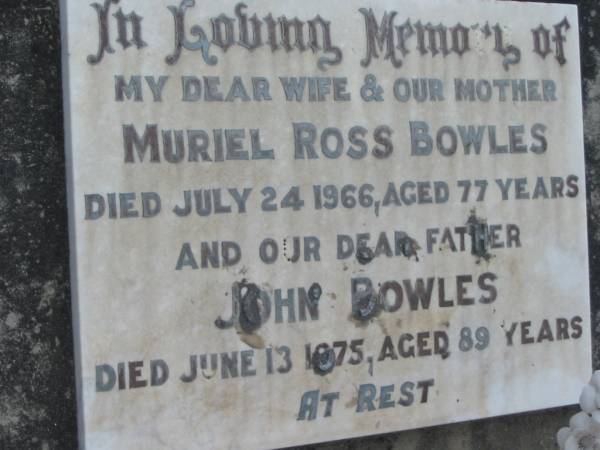 In Loving Memory of
MY DEAR WIFE & OUR MOTHER
MURIEL ROSS BOWLES
DIED JULY 24 1966, AGED 77 YEARS
AND OUR DEAR FATHER
JOHN BOWLES
DIED JUNE 13 1975, AGED 89 YEARS
AT REST